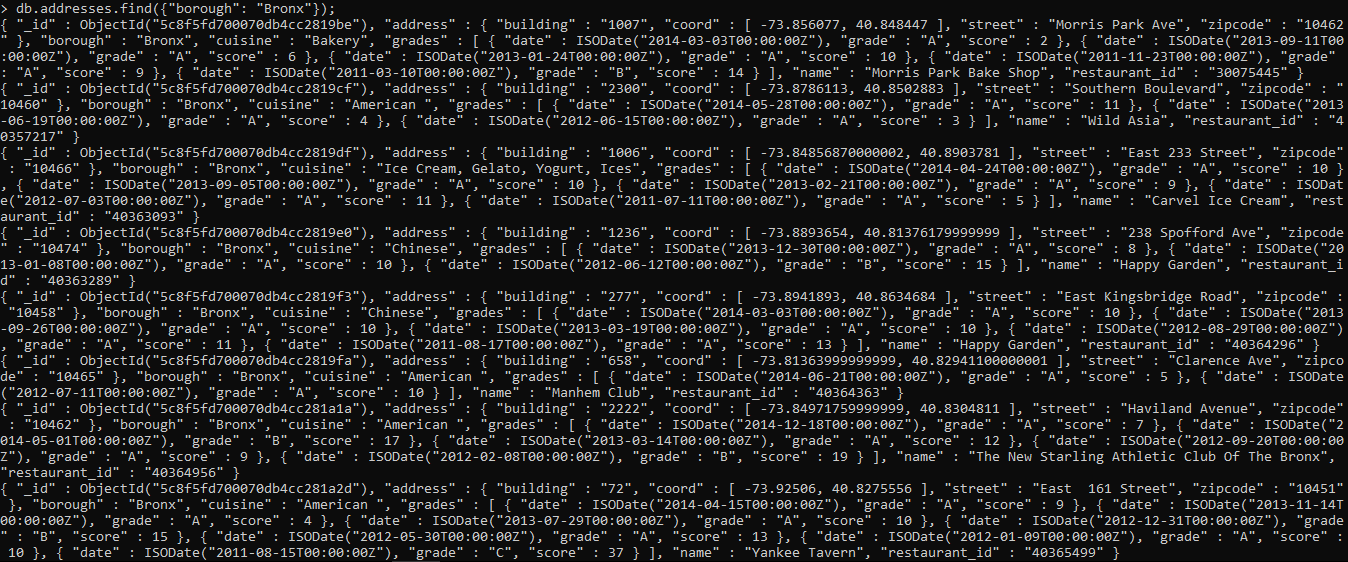 > db.addresses.find({"borough": "Bronx"});
{ "_id" : ObjectId("5c8f5fd700070db4cc2819be"), "address" : { "building" : "1007", "coord" : [ -73.856077, 40.848447 ], "street" : "Morris Park Ave", "zipcode" : "10462
" }, "borough" : "Bronx", "cuisine" : "Bakery", "grades" : [ { "date" : ISODate("2014-03-03T00:00:00Z"), "grade" : "A", "score" : 2 }, { "date" : ISODate("2013-09-11T00
:00:00Z"), "grade" : "A", "score" : 6 }, { "date" : ISODate("2013-01-24T00:00:00Z"), "grade" : "A", "score" : 10 }, { "date" : ISODate("2011-11-23T00:00:00Z"), "grade"
: "A", "score" : 9 }, { "date" : ISODate("2011-03-10T00:00:00Z"), "grade" : "B", "score" : 14 } ], "name" : "Morris Park Bake Shop", "restaurant_id" : "30075445" }
{ "_id" : ObjectId("5c8f5fd700070db4cc2819cf"), "address" : { "building" : "2300", "coord" : [ -73.8786113, 40.8502883 ], "street" : "Southern Boulevard", "zipcode" : "
10460" }, "borough" : "Bronx", "cuisine" : "American ", "grades" : [ { "date" : ISODate("2014-05-28T00:00:00Z"), "grade" : "A", "score" : 11 }, { "date" : ISODate("2013
-06-19T00:00:00Z"), "grade" : "A", "score" : 4 }, { "date" : ISODate("2012-06-15T00:00:00Z"), "grade" : "A", "score" : 3 } ], "name" : "Wild Asia", "restaurant_id" : "4
0357217" }
{ "_id" : ObjectId("5c8f5fd700070db4cc2819df"), "address" : { "building" : "1006", "coord" : [ -73.84856870000002, 40.8903781 ], "street" : "East 233 Street", "zipcode"
: "10466" }, "borough" : "Bronx", "cuisine" : "Ice Cream, Gelato, Yogurt, Ices", "grades" : [ { "date" : ISODate("2014-04-24T00:00:00Z"), "grade" : "A", "score" : 10 }
, { "date" : ISODate("2013-09-05T00:00:00Z"), "grade" : "A", "score" : 10 }, { "date" : ISODate("2013-02-21T00:00:00Z"), "grade" : "A", "score" : 9 }, { "date" : ISODat
e("2012-07-03T00:00:00Z"), "grade" : "A", "score" : 11 }, { "date" : ISODate("2011-07-11T00:00:00Z"), "grade" : "A", "score" : 5 } ], "name" : "Carvel Ice Cream", "rest
aurant_id" : "40363093" }
{ "_id" : ObjectId("5c8f5fd700070db4cc2819e0"), "address" : { "building" : "1236", "coord" : [ -73.8893654, 40.81376179999999 ], "street" : "238 Spofford Ave", "zipcode
" : "10474" }, "borough" : "Bronx", "cuisine" : "Chinese", "grades" : [ { "date" : ISODate("2013-12-30T00:00:00Z"), "grade" : "A", "score" : 8 }, { "date" : ISODate("20
13-01-08T00:00:00Z"), "grade" : "A", "score" : 10 }, { "date" : ISODate("2012-06-12T00:00:00Z"), "grade" : "B", "score" : 15 } ], "name" : "Happy Garden", "restaurant_i
d" : "40363289" }
{ "_id" : ObjectId("5c8f5fd700070db4cc2819f3"), "address" : { "building" : "277", "coord" : [ -73.8941893, 40.8634684 ], "street" : "East Kingsbridge Road", "zipcode" :
"10458" }, "borough" : "Bronx", "cuisine" : "Chinese", "grades" : [ { "date" : ISODate("2014-03-03T00:00:00Z"), "grade" : "A", "score" : 10 }, { "date" : ISODate("2013
-09-26T00:00:00Z"), "grade" : "A", "score" : 10 }, { "date" : ISODate("2013-03-19T00:00:00Z"), "grade" : "A", "score" : 10 }, { "date" : ISODate("2012-08-29T00:00:00Z")
, "grade" : "A", "score" : 11 }, { "date" : ISODate("2011-08-17T00:00:00Z"), "grade" : "A", "score" : 13 } ], "name" : "Happy Garden", "restaurant_id" : "40364296" }
{ "_id" : ObjectId("5c8f5fd700070db4cc2819fa"), "address" : { "building" : "658", "coord" : [ -73.81363999999999, 40.82941100000001 ], "street" : "Clarence Ave", "zipco
de" : "10465" }, "borough" : "Bronx", "cuisine" : "American ", "grades" : [ { "date" : ISODate("2014-06-21T00:00:00Z"), "grade" : "A", "score" : 5 }, { "date" : ISODate
("2012-07-11T00:00:00Z"), "grade" : "A", "score" : 10 } ], "name" : "Manhem Club", "restaurant_id" : "40364363" }
{ "_id" : ObjectId("5c8f5fd700070db4cc281a1a"), "address" : { "building" : "2222", "coord" : [ -73.84971759999999, 40.8304811 ], "street" : "Haviland Avenue", "zipcode"
: "10462" }, "borough" : "Bronx", "cuisine" : "American ", "grades" : [ { "date" : ISODate("2014-12-18T00:00:00Z"), "grade" : "A", "score" : 7 }, { "date" : ISODate("2
014-05-01T00:00:00Z"), "grade" : "B", "score" : 17 }, { "date" : ISODate("2013-03-14T00:00:00Z"), "grade" : "A", "score" : 12 }, { "date" : ISODate("2012-09-20T00:00:00
Z"), "grade" : "A", "score" : 9 }, { "date" : ISODate("2012-02-08T00:00:00Z"), "grade" : "B", "score" : 19 } ], "name" : "The New Starling Athletic Club Of The Bronx",
"restaurant_id" : "40364956" }
{ "_id" : ObjectId("5c8f5fd700070db4cc281a2d"), "address" : { "building" : "72", "coord" : [ -73.92506, 40.8275556 ], "street" : "East  161 Street", "zipcode" : "10451"
 }, "borough" : "Bronx", "cuisine" : "American ", "grades" : [ { "date" : ISODate("2014-04-15T00:00:00Z"), "grade" : "A", "score" : 9 }, { "date" : ISODate("2013-11-14T
00:00:00Z"), "grade" : "A", "score" : 4 }, { "date" : ISODate("2013-07-29T00:00:00Z"), "grade" : "A", "score" : 10 }, { "date" : ISODate("2012-12-31T00:00:00Z"), "grade
" : "B", "score" : 15 }, { "date" : ISODate("2012-05-30T00:00:00Z"), "grade" : "A", "score" : 13 }, { "date" : ISODate("2012-01-09T00:00:00Z"), "grade" : "A", "score" :
 10 }, { "date" : ISODate("2011-08-15T00:00:00Z"), "grade" : "C", "score" : 37 } ], "name" : "Yankee Tavern", "restaurant_id" : "40365499" }